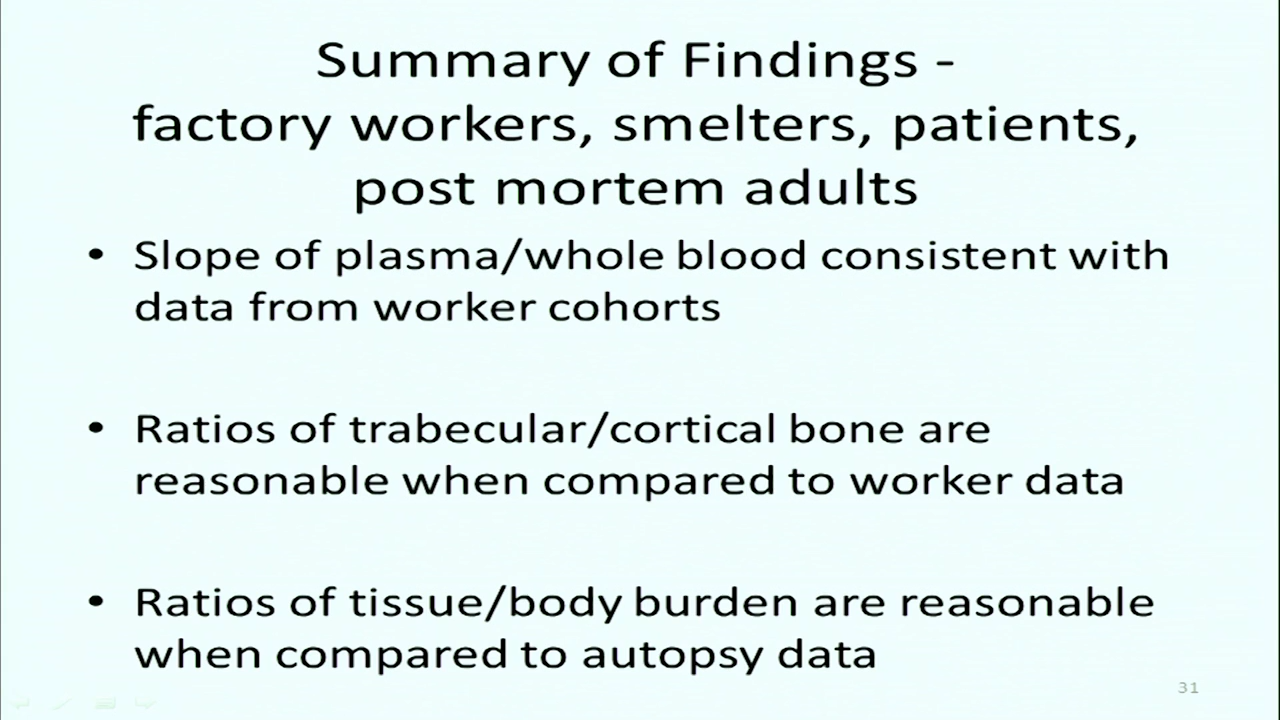 Summary of Findings -
factory workers, smelters, patients,
post mortem adults
• Slope of plasma/whole blood consistent with
data from worker cohorts
• Ratios of trabecular/cortical bone are
reasonable when compared to worker data
• Ratios of tissue/body burden are reasonable
when compared to autopsy data
31